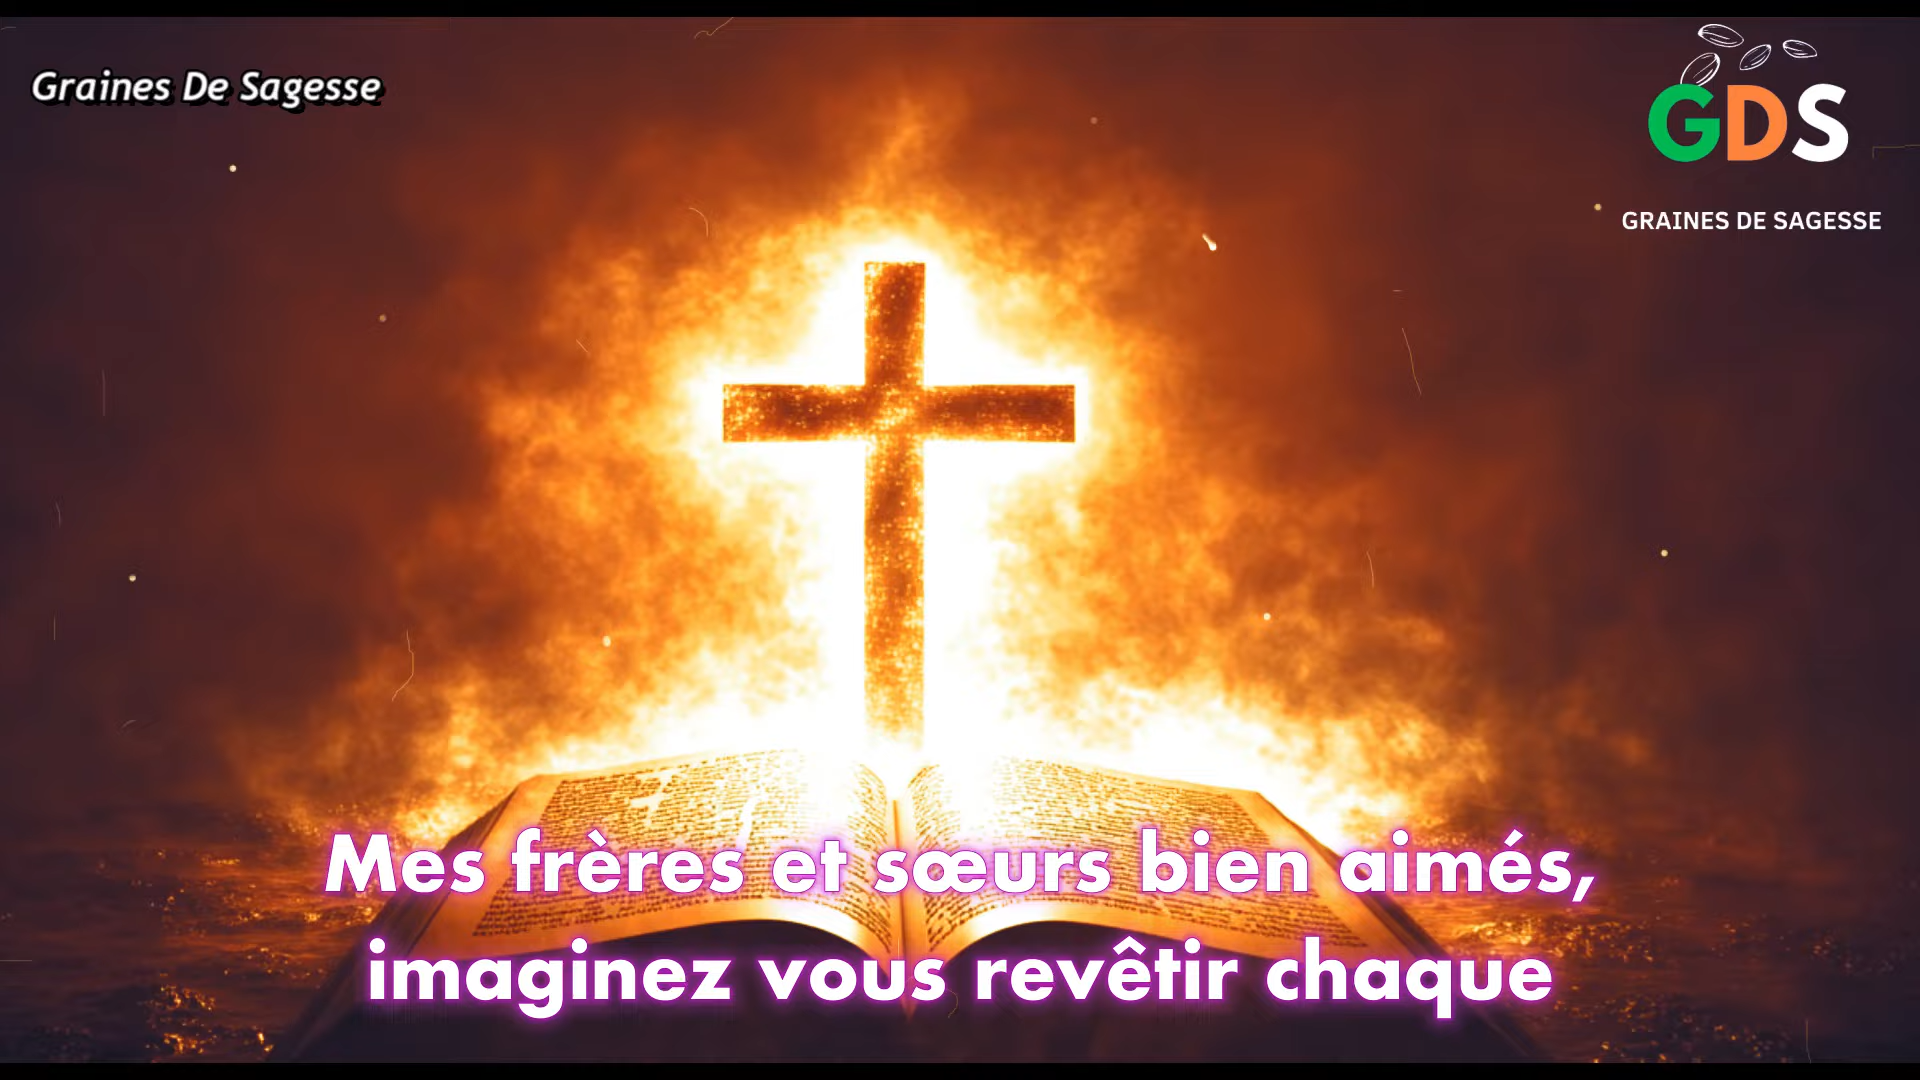 Graines De Sagesse
GDS
GRAINES DE SAGESSE
Mes frères et sœurs bien aimés,
imaginez vous revêtir chaque